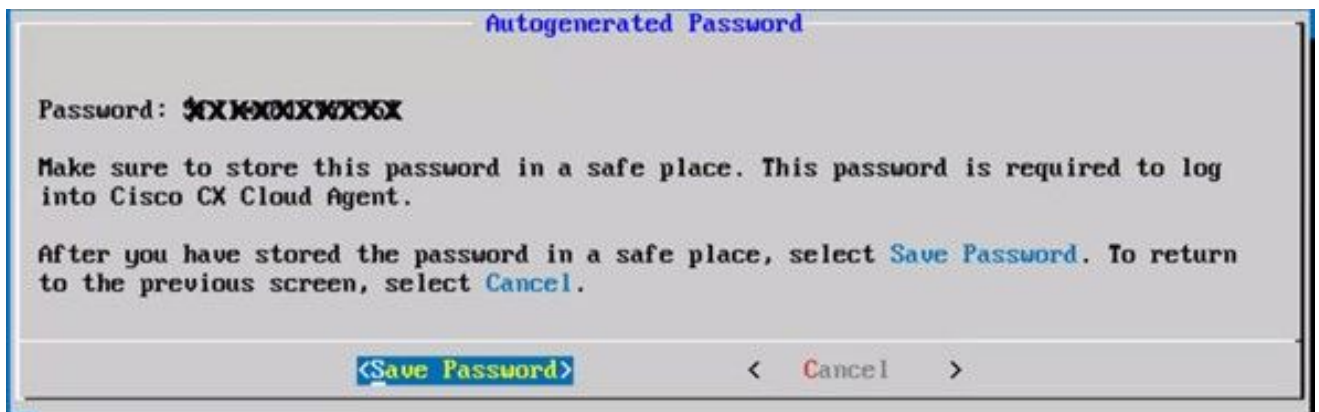 Autogenerated Password
Password:
Make sure to store this password in a safe place. This password is required to log
into Cisco CX Cloud Agent.
After you have stored the password in a safe place, select Save Password. To return
to the previous screen, select Cancel.
<Save Password> < Cancel >